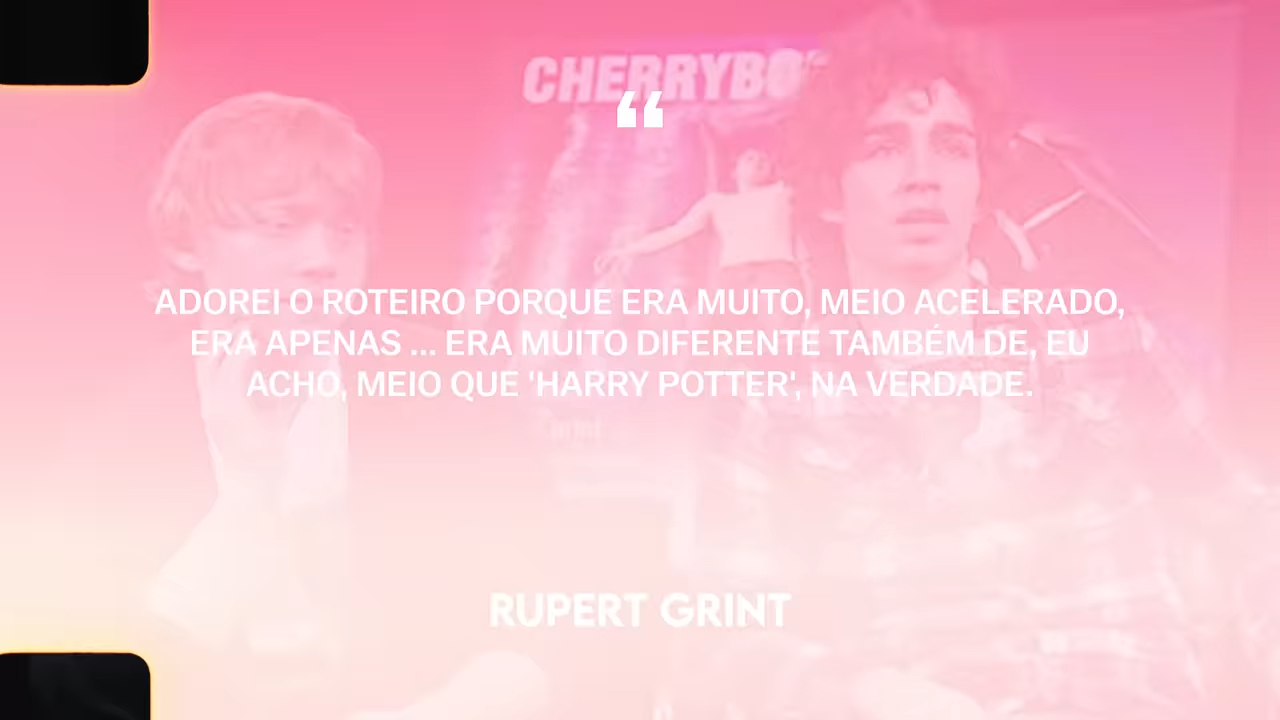 CHERRYBO
“
ADOREI O ROTEIRO PORQUE ERA MUITO, MEIO ACELERADO,
ERA APENAS ... ERA MUITO DIFERENTE TAMBÉM DE, EU
ACHO, MEIO QUE 'HARRY POTTER', NA VERDADE.
RUPERT GRINT